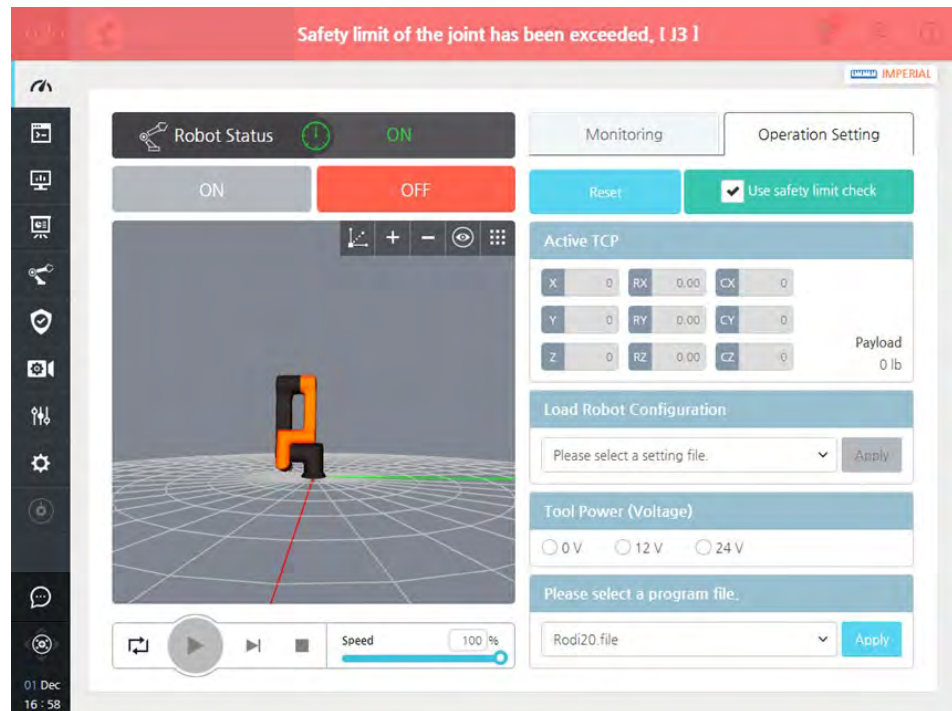 Safety limit of the joint has been exceeded. [ J3 ]
IMPERIAL
Robot Status ON
Monitoring
Operation Setting
ON
OFF
Reset
Use safety limit check
Active TCP
X 0 RX 0.00 CX 0
Y 0 RY 0.00 CY 0
Z 0 RZ 0.00 CZ 0
Payload
0 lb
Load Robot Configuration
Please select a setting file.
Apply
Tool Power (Voltage)
0 V 12 V 24 V
Please select a program file.
Rodi20.file
Apply
Speed 100 %
01 Dec
16 : 58